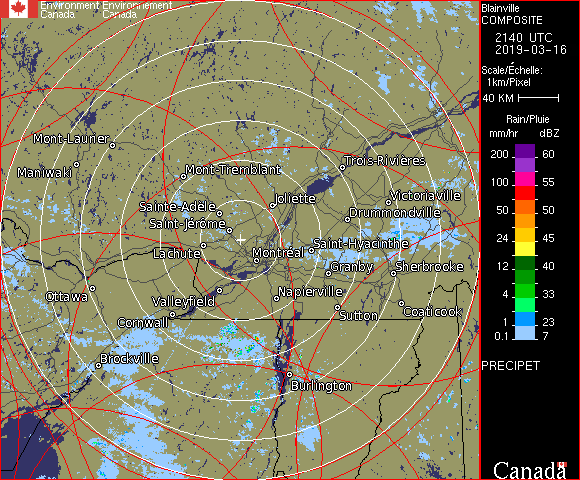 Environment Environnement
Canada Canada
Blainville
COMPOSITE
2140 UTC
2019-03-16
Scale/Échelle:
1km/Pixel
40 KM
Rain/Pluie
mm/hr dBZ
200 60
100 55
50 50
24 45
12 40
4 33
1 23
0.1 7
PRECIPET
Canada
Mont-Laurier
Maniwaki
Mont-Tremblant
Trois-Rivières
Sainte-Adele
Joliette
Victoriaville
Drummondville
Saint-Jérôme
Lachute
Montréal
Saint-Hyacinthe
Granby
Sherbrooke
Ottawa
Valleyfield
Napierville
Sutton
Coaticook
Cornwall
Brockville
Burlington